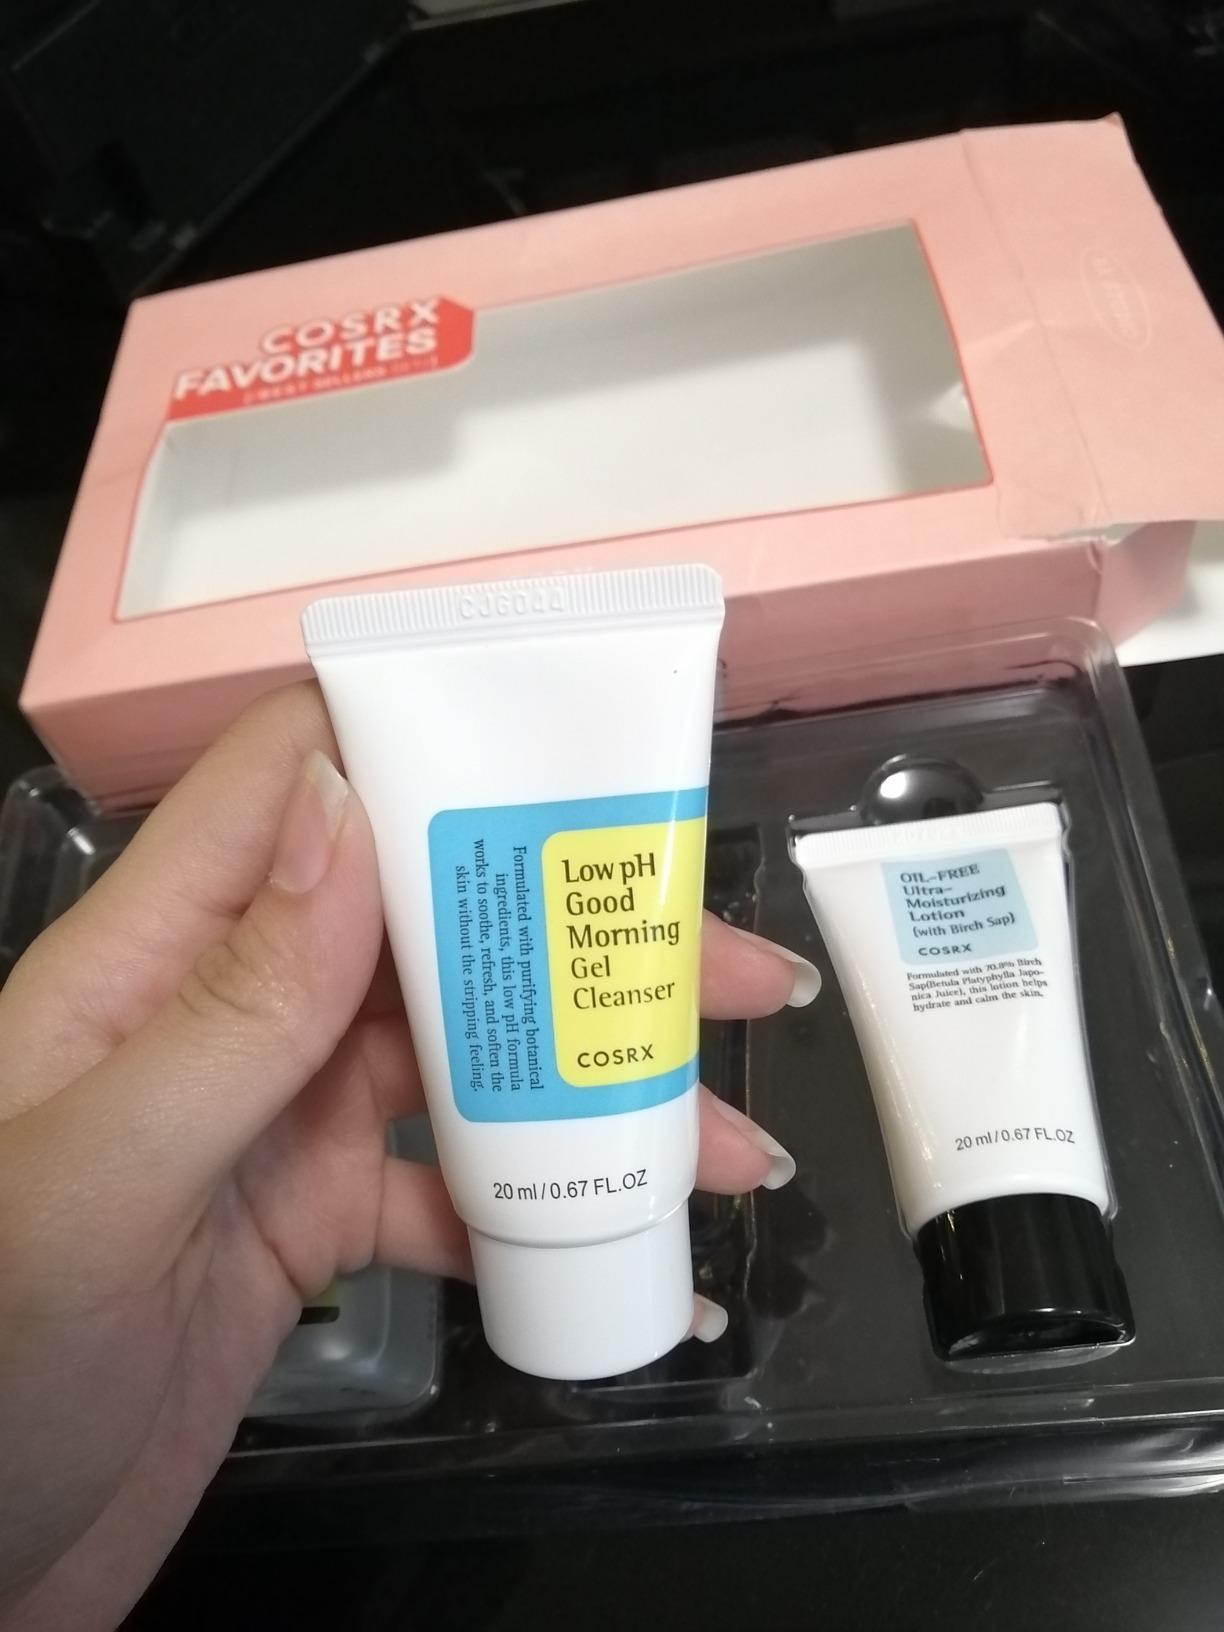 COSRX
FAVORITES
CJG044
Low pH
Good
Morning
Gel
Cleanser
COSRX
Formulated with purifying botanical
ingredients, this low pH formula
works to soothe, refresh, and soften the
skin without the stripping feeling.
20 ml / 0.67 FL.OZ
OIL-FREE
Ultra-
Moisturizing
Lotion
(with Birch Sap)
COSRX
Formulated with 70.8% Birch
Sap(Betula Platyphylla Japo-
nica Juice), this lotion helps
hydrate and calm the skin.
20 ml / 0.67 FL.OZ